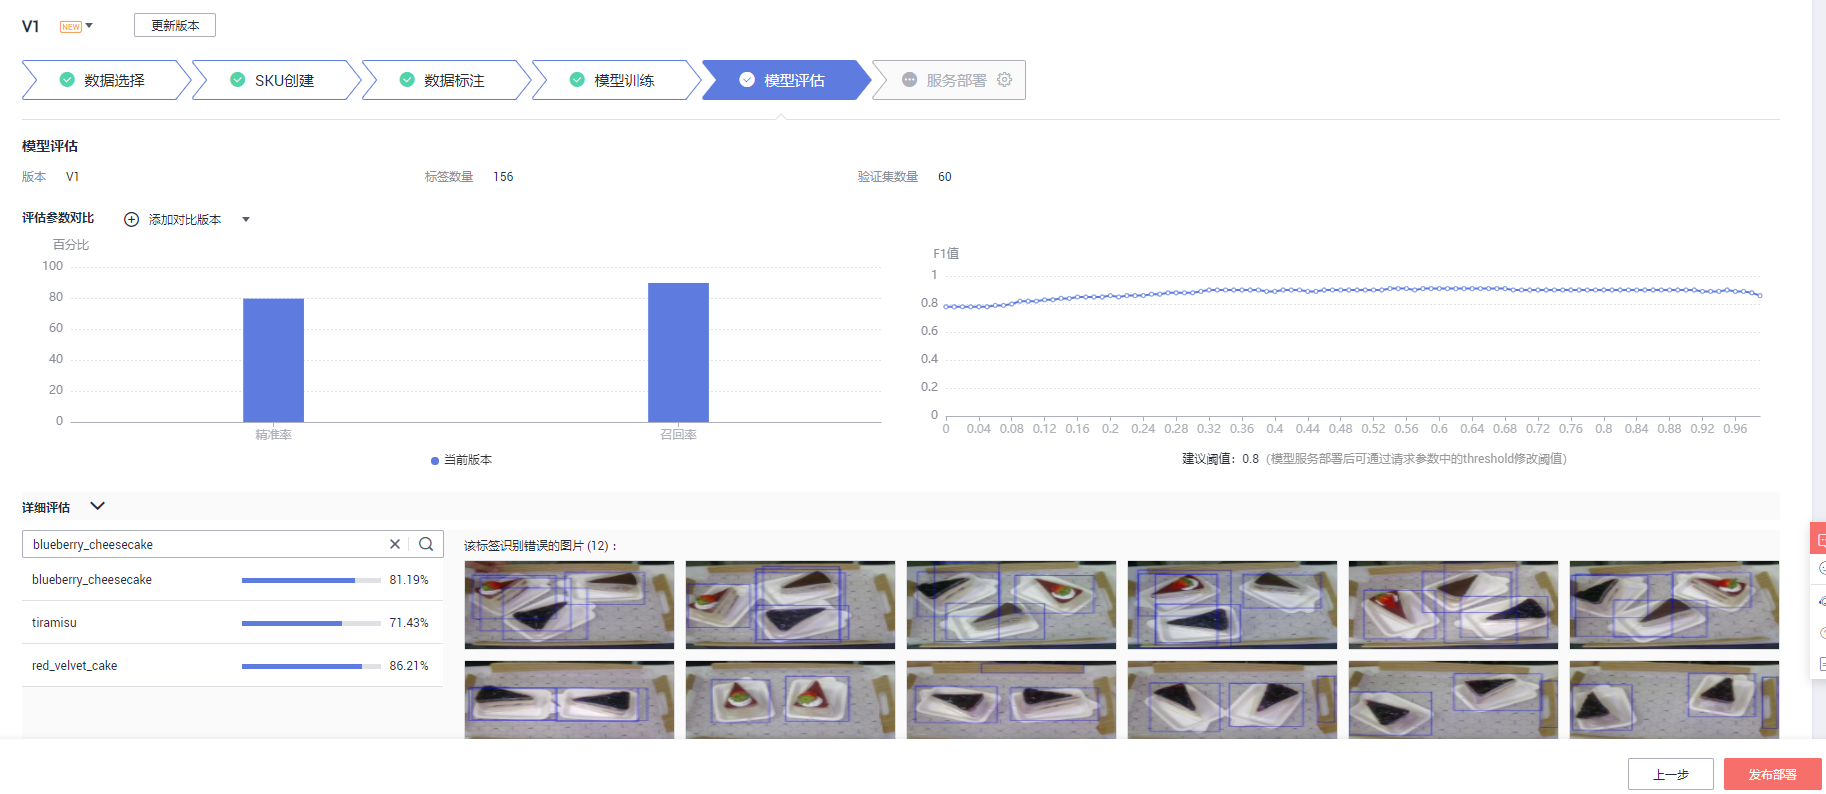 V1 NEW 更新版本
数据选择 SKU创建 数据标注 模型训练 模型评估 服务部署
模型评估
版本 V1 标签数量 156 验证集数量 60
评估参数对比 添加对比版本
百分比
100
80
60
40
20
0
精准率 召回率
当前版本
F1值
1
0.8
0.6
0.4
0.2
0
0 0.04 0.08 0.12 0.16 0.2 0.24 0.28 0.32 0.36 0.4 0.44 0.48 0.52 0.56 0.6 0.64 0.68 0.72 0.76 0.8 0.84 0.88 0.92 0.96
建议阈值：0.8（模型服务部署后可通过请求参数中的threshold修改阈值）
详细评估
blueberry_cheesecake
blueberry_cheesecake 81.19%
tiramisu 71.43%
red_velvet_cake 86.21%
该标签识别错误的图片 (12)：
上一步 发布部署